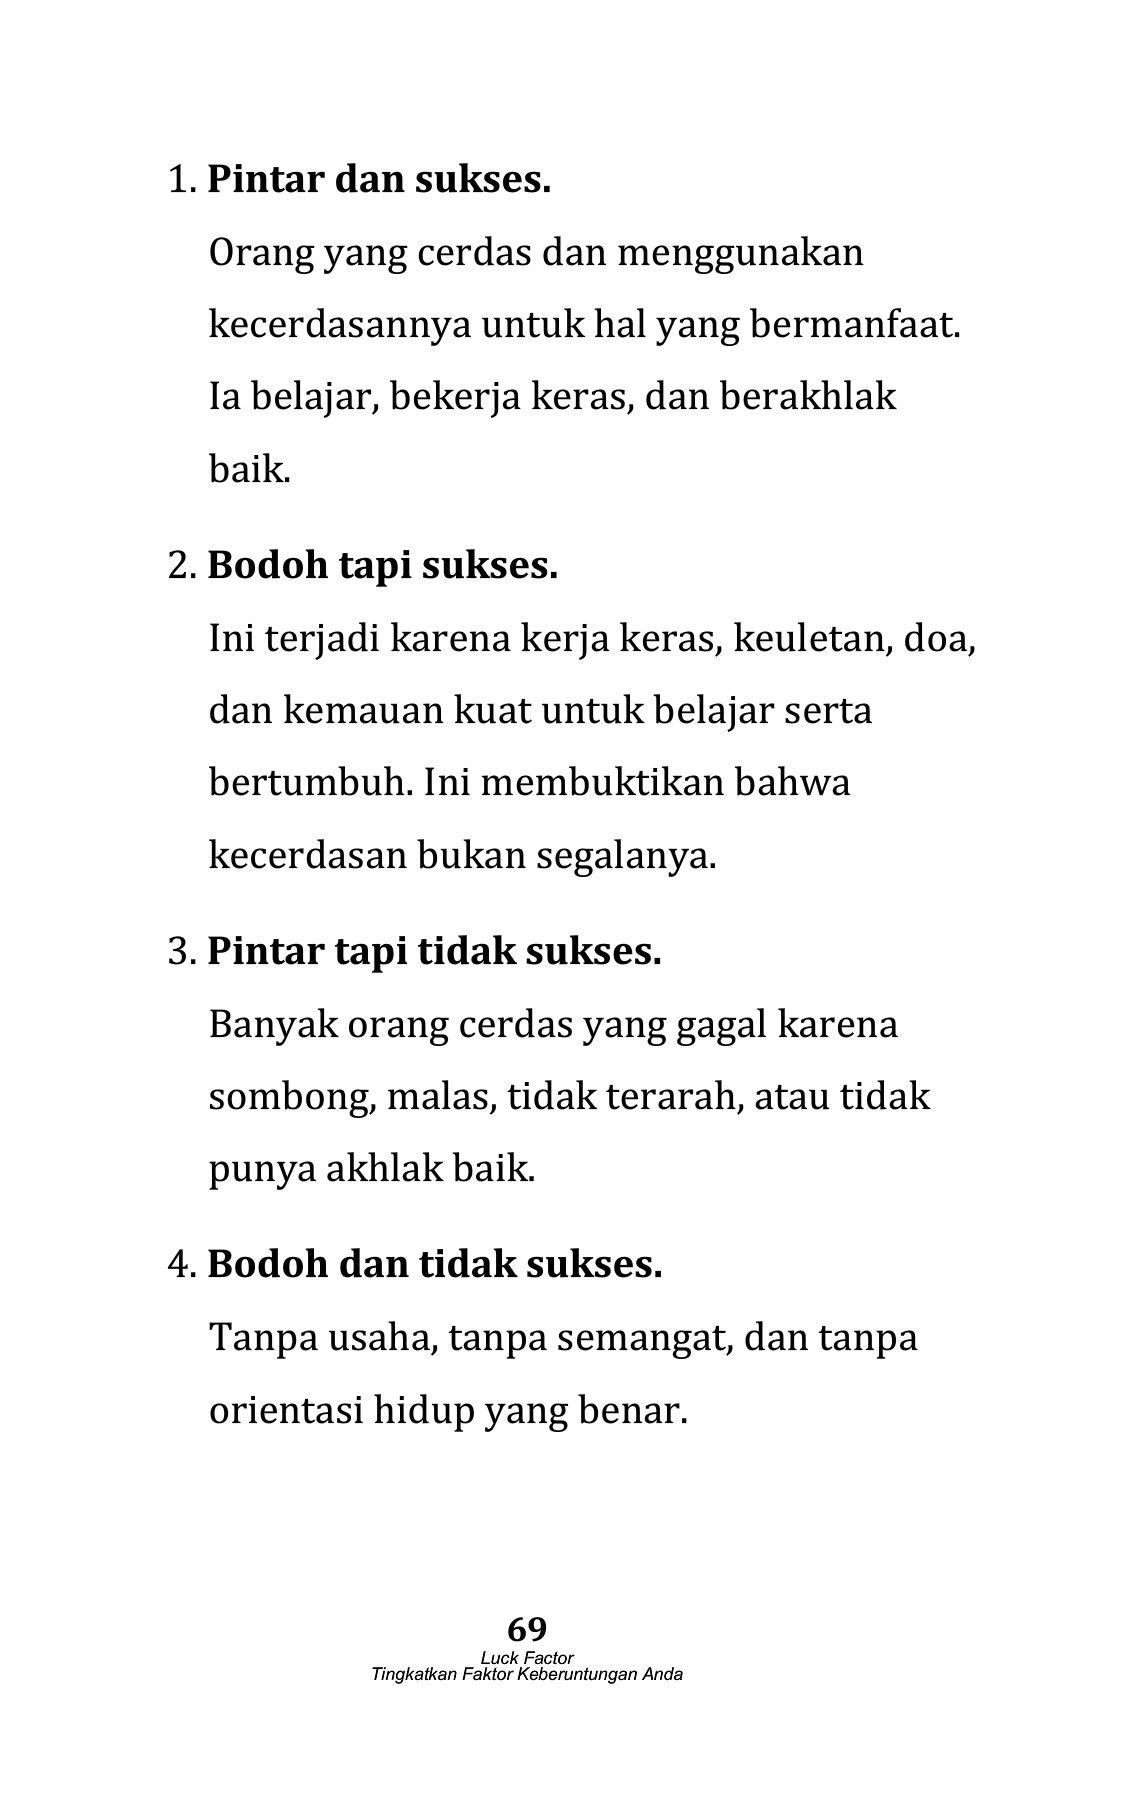 1. Pintar dan sukses.
Orang yang cerdas dan menggunakan
kecerdasannya untuk hal yang bermanfaat.
Ia belajar, bekerja keras, dan berakhlak
baik.
2. Bodoh tapi sukses.
Ini terjadi karena kerja keras, keuletan, doa,
dan kemauan kuat untuk belajar serta
bertumbuh. Ini membuktikan bahwa
kecerdasan bukan segalanya.
3. Pintar tapi tidak sukses.
Banyak orang cerdas yang gagal karena
sombong, malas, tidak terarah, atau tidak
punya akhlak baik.
4. Bodoh dan tidak sukses.
Tanpa usaha, tanpa semangat, dan tanpa
orientasi hidup yang benar.
69
Luck Factor
Tingkatkan Faktor Keberuntungan Anda